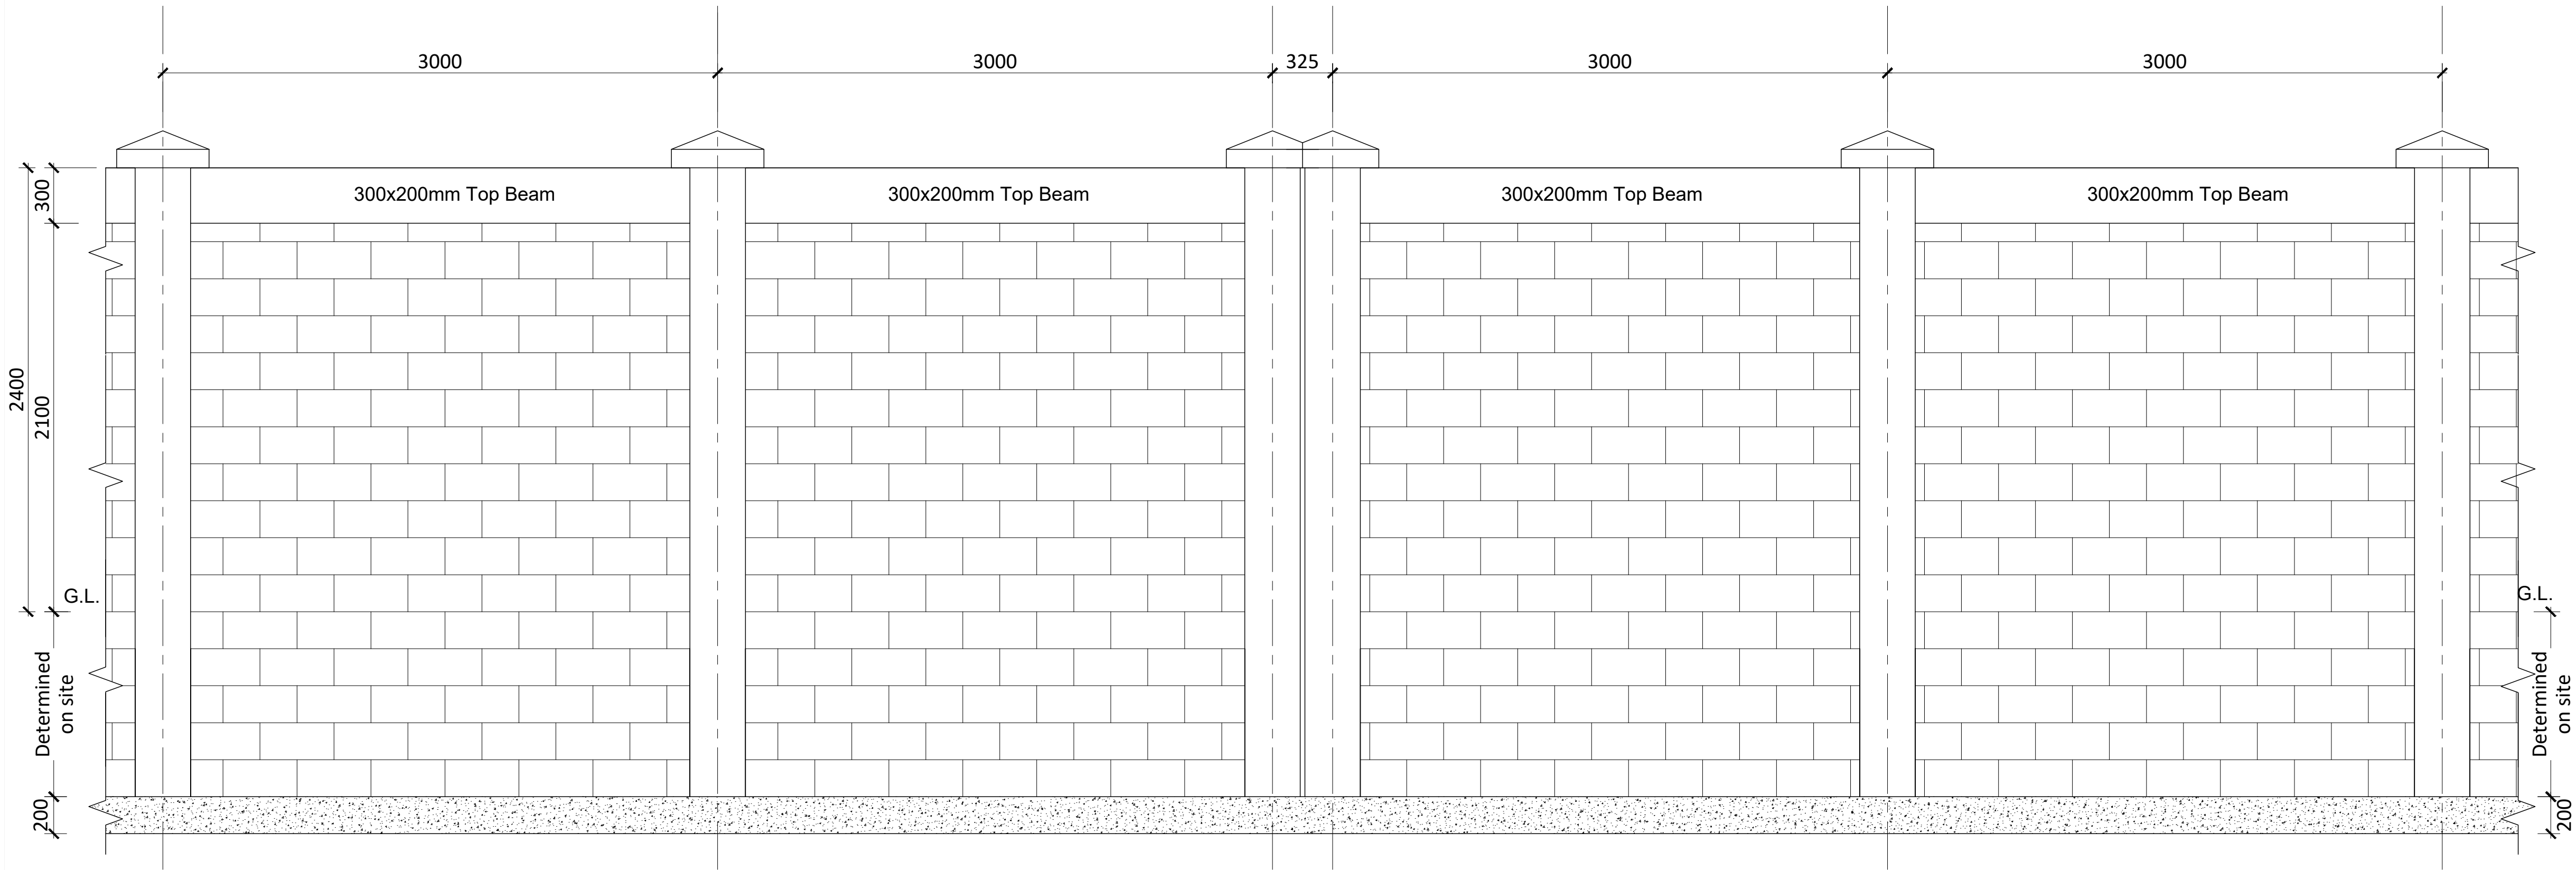 3000
3000
325
3000
3000
300x200mm Top Beam
300x200mm Top Beam
300x200mm Top Beam
300x200mm Top Beam
300
2400
2100
G.L.
G.L.
Determined
on site
Determined
on site
200
200